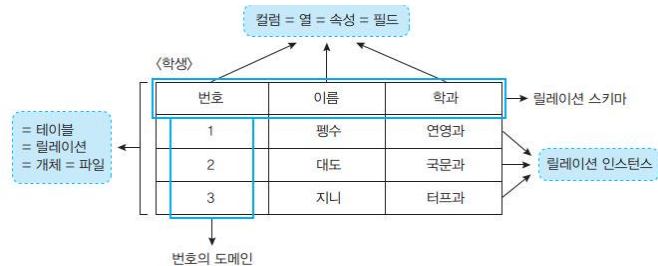 컬럼 = 열 = 속성 = 필드
〈학생〉
번호 이름 학과
릴레이션 스키마
= 테이블
= 릴레이션
= 개체 = 파일
1 펭수 연영과
2 대도 국문과
3 지니 터프과
릴레이션 인스턴스
번호의 도메인